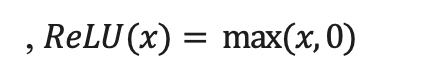 , ReLU(x) = max(x, 0)